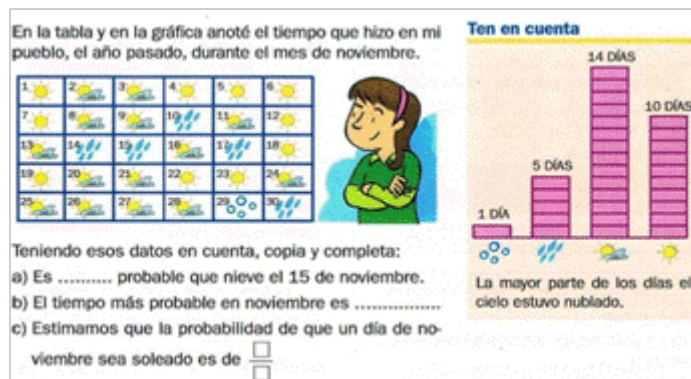 En la tabla y en la gráfica anoté el tiempo que hizo en mi
pueblo, el año pasado, durante el mes de noviembre.
1 2 3 4 5 6
7 8 9 10 11 12
13 14 15 16 17 18
19 20 21 22 23 24
25 26 27 28 29 30
Teniendo esos datos en cuenta, copia y completa:
a) Es .......... probable que nieve el 15 de noviembre.
b) El tiempo más probable en noviembre es ................
c) Estimamos que la probabilidad de que un día de no-
viembre sea soleado es de
Ten en cuenta
14 DÍAS
10 DÍAS
5 DÍAS
1 DÍA
La mayor parte de los días el
cielo estuvo nublado.